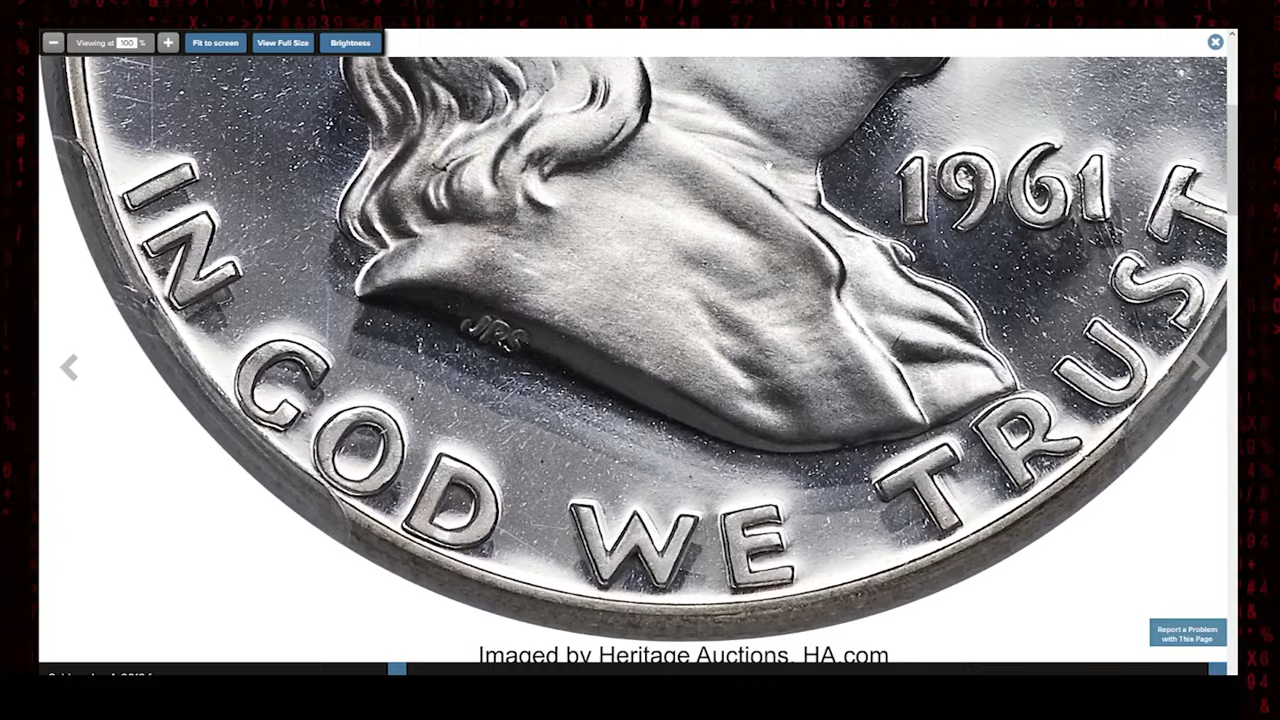 Viewing at 100 %
Fit to screen
View Full Size
Brightness
1961
JRS
IN GOD WE TRUST
Report a Problem
with This Page
Imaged by Heritage Auctions, HA.com